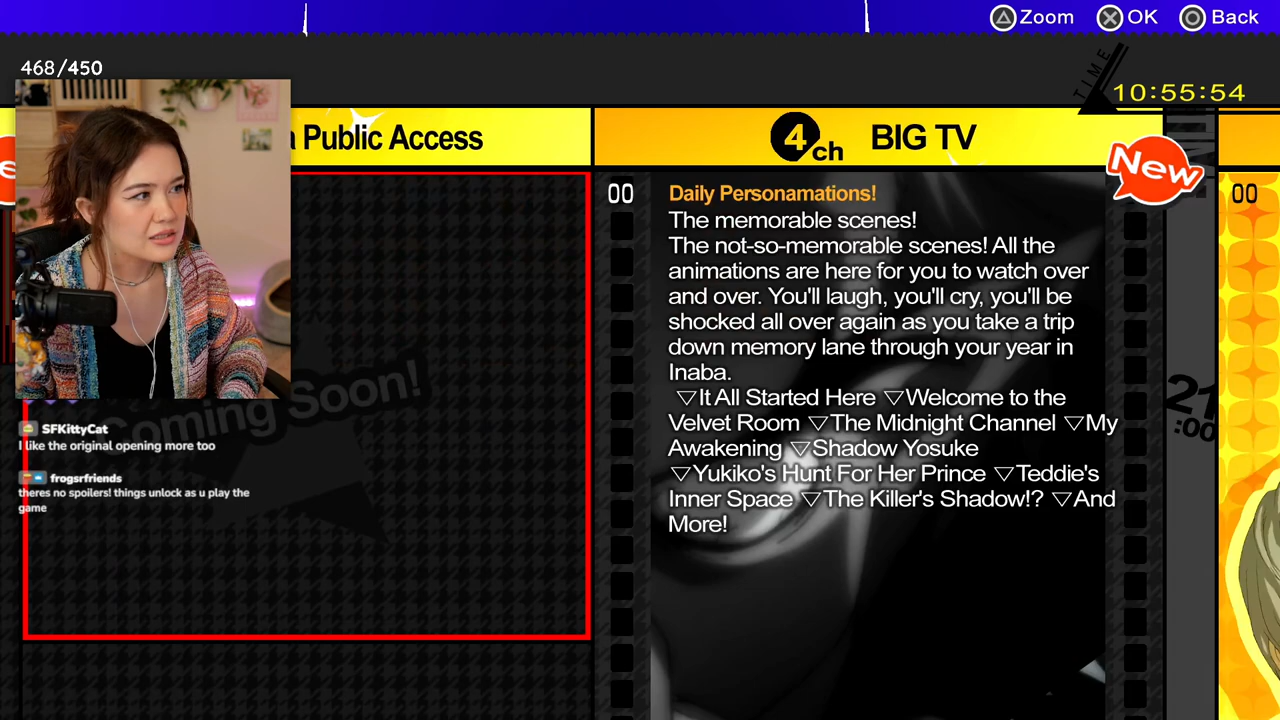 Zoom OK Back
468/450
TIME
10:55:54
a Public Access
4ch BIG TV
New
00
Daily Personamations!
The memorable scenes!
The not-so-memorable scenes! All the
animations are here for you to watch over
and over. You'll laugh, you'll cry, you'll be
shocked all over again as you take a trip
down memory lane through your year in
Inaba.
▽It All Started Here ▽Welcome to the
Velvet Room ▽The Midnight Channel ▽My
Awakening ▽Shadow Yosuke
▽Yukiko's Hunt For Her Prince ▽Teddie's
Inner Space ▽The Killer's Shadow!? ▽And
More!
00
21
:00
Coming Soon!
SFKittyCat
I like the original opening more too
frogsrfriends
theres no spoilers! things unlock as u play the
game